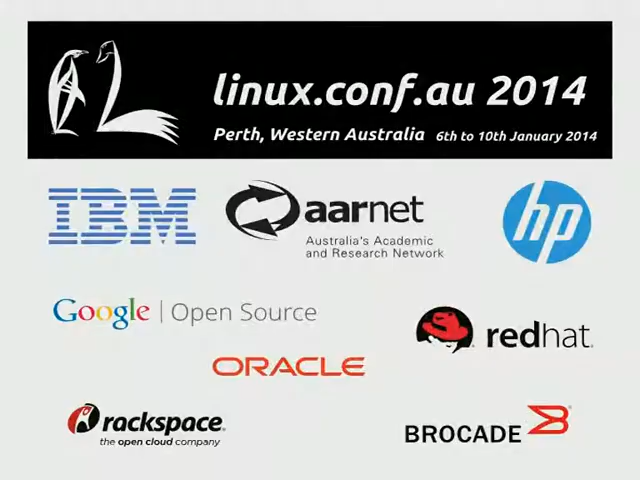 linux.conf.au 2014
Perth, Western Australia 6th to 10th January 2014
IBM
aarnet
Australia's Academic
and Research Network
hp
Google | Open Source
redhat.
ORACLE
rackspace
the open cloud company
BROCADE